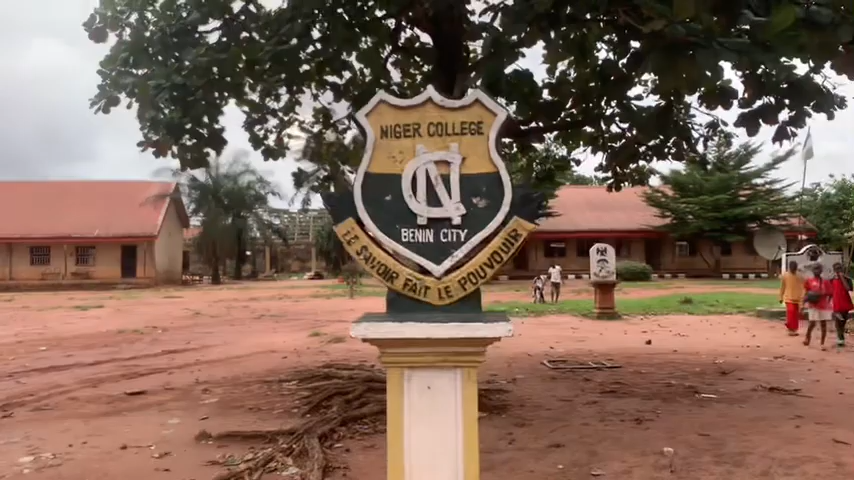 NIGER COLLEGE
NC
BENIN CITY
LE SAVOIR FAIT LE POUVOIR